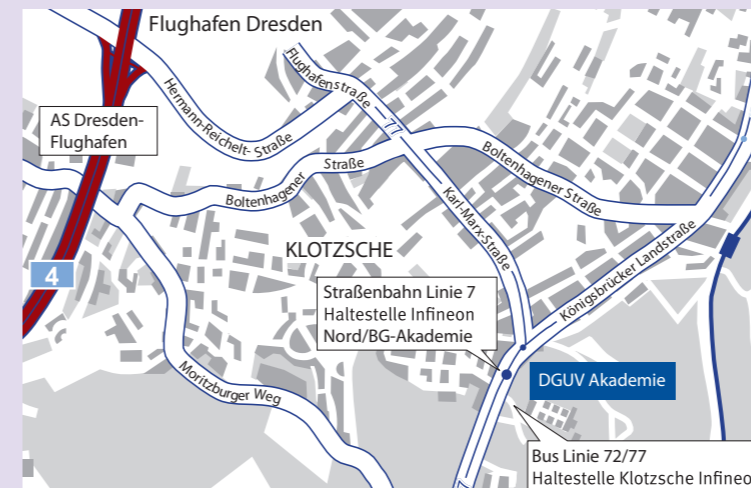 Flughafen Dresden
Flughafenstraße
Hermann-Reichelt- Straße
AS Dresden-
Flughafen
77
Boltenhagener Straße
Boltenhagener Straße
Karl-Marx-Straße
KLOTZSCHE
4
Königsbrücker Landstraße
Straßenbahn Linie 7
Haltestelle Infineon
Nord/BG-Akademie
DGUV Akademie
Moritzburger Weg
Bus Linie 72/77
Haltestelle Klotzsche Infineo